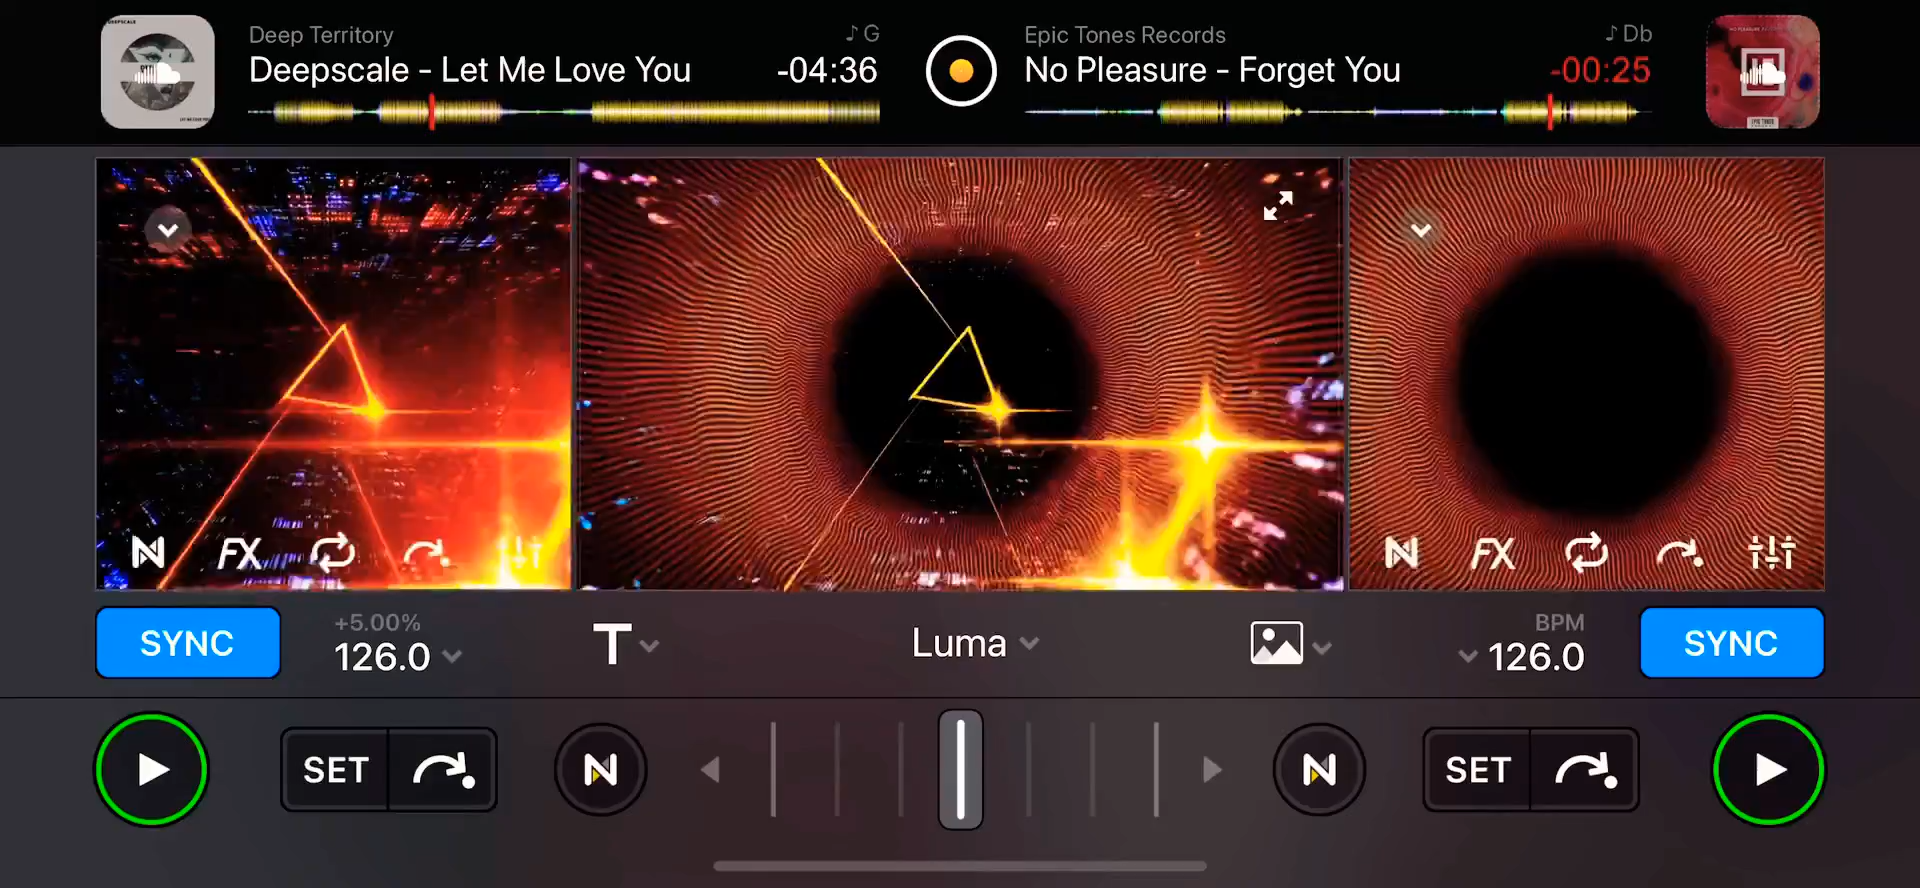 DEEPSCALE
Deep Territory
♪ G
Deepscale - Let Me Love You
-04:36
Epic Tones Records
♪ Db
No Pleasure - Forget You
-00:25
FX
FX
SYNC
+5.00%
126.0
T
Luma
BPM
126.0
SYNC
SET
N
N
SET